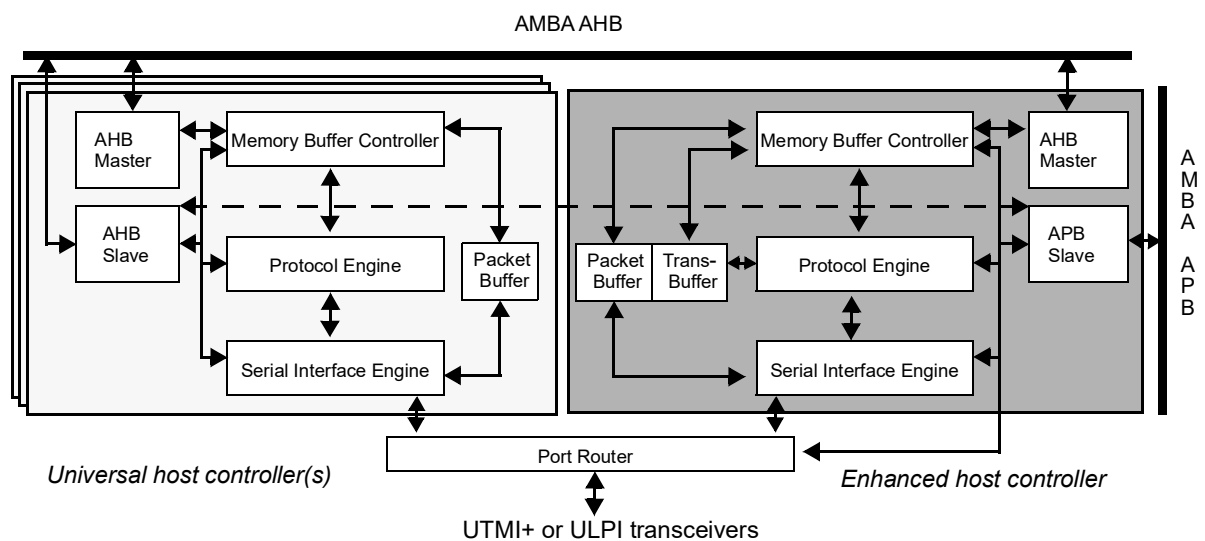 AMBA AHB
AHB
Master
Memory Buffer Controller
Memory Buffer Controller
AHB
Master
AHB
Slave
Protocol Engine
Packet
Buffer
Packet
Buffer
Trans-
Buffer
Protocol Engine
APB
Slave
AMBA APB
Serial Interface Engine
Serial Interface Engine
Port Router
Universal host controller(s)
Enhanced host controller
UTMI+ or ULPI transceivers